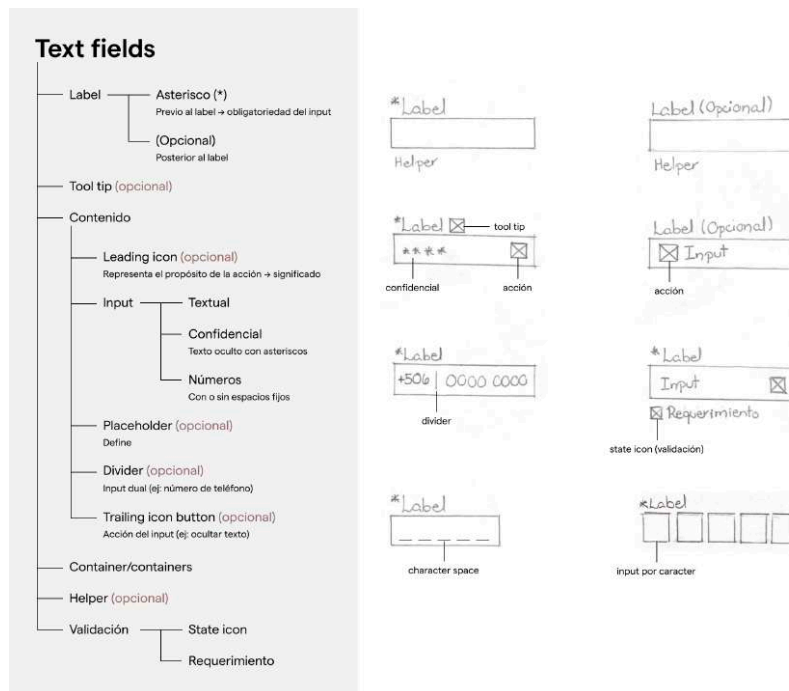 Text fields
Label
Asterisco (*)
Previo al label → obligatoriedad del input
(Opcional)
Posterior al label
Tool tip (opcional)
Contenido
Leading icon (opcional)
Representa el propósito de la acción → significado
Input
Textual
Confidencial
Texto oculto con asteriscos
Números
Con o sin espacios fijos
Placeholder (opcional)
Define
Divider (opcional)
Input dual (ej: número de teléfono)
Trailing icon button (opcional)
Acción del input (ej: ocultar texto)
Container/containers
Helper (opcional)
Validación
State icon
Requerimiento
*Label
Helper
Label (Opcional)
Helper
*Label
tool tip
****
confidencial
acción
Label (Opcional)
Input
acción
*Label
+506 | 0000 0000
divider
*Label
Input
Requerimiento
state icon (validación)
*Label
_ _ _ _ _ _
character space
*Label
input por caracter